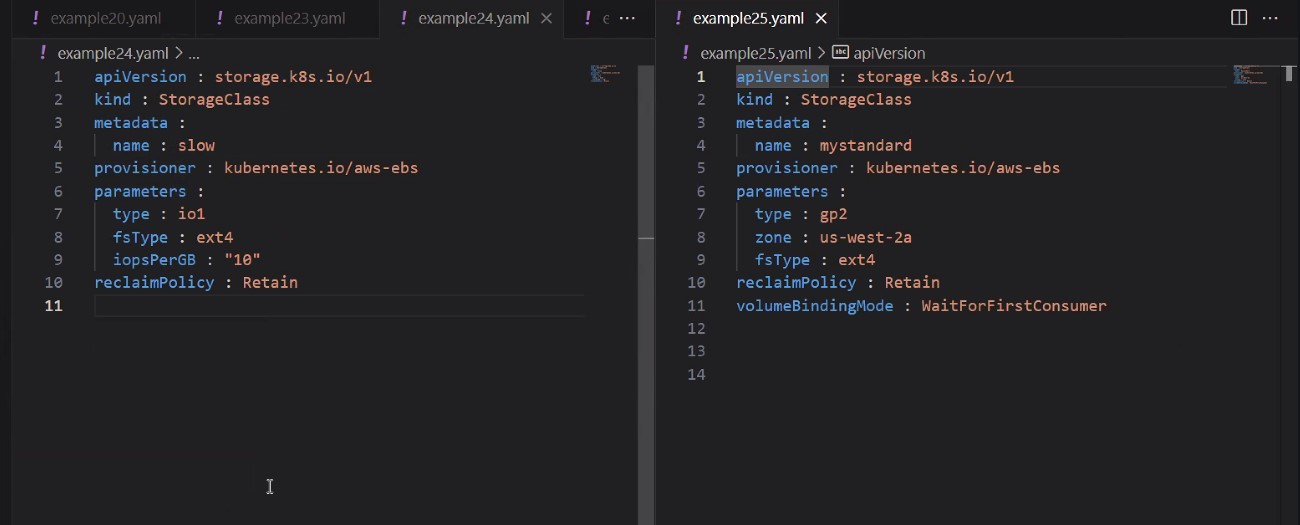 ! example20.yaml ! example23.yaml ! example24.yaml × ! e ···
! example24.yaml > ...
1 apiVersion : storage.k8s.io/v1
2 kind : StorageClass
3 metadata :
4 name : slow
5 provisioner : kubernetes.io/aws-ebs
6 parameters :
7 type : io1
8 fsType : ext4
9 iopsPerGB : "10"
10 reclaimPolicy : Retain
11
! example25.yaml ×
! example25.yaml > abc apiVersion
1 apiVersion : storage.k8s.io/v1
2 kind : StorageClass
3 metadata :
4 name : mystandard
5 provisioner : kubernetes.io/aws-ebs
6 parameters :
7 type : gp2
8 zone : us-west-2a
9 fsType : ext4
10 reclaimPolicy : Retain
11 volumeBindingMode : WaitForFirstConsumer
12
13
14